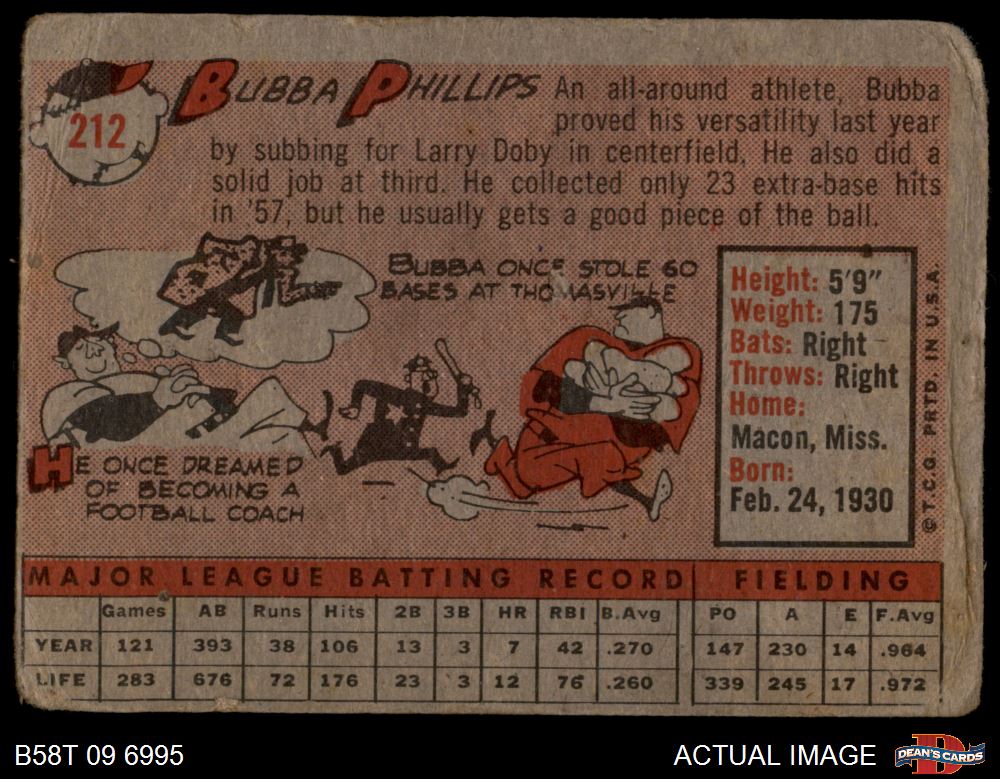 212
BUBBA PHILLIPS An all-around athlete, Bubba
proved his versatility last year
by subbing for Larry Doby in centerfield. He also did a
solid job at third. He collected only 23 extra-base hits
in '57, but he usually gets a good piece of the ball.
BUBBA ONCE STOLE 60
BASES AT THOMASVILLE
HE ONCE DREAMED
OF BECOMING A
FOOTBALL COACH
Height: 5'9"
Weight: 175
Bats: Right
Throws: Right
Home:
Macon, Miss.
Born:
Feb. 24, 1930
© T.C.G. PRTD. IN U.S.A.
MAJOR LEAGUE BATTING RECORD FIELDING
Games AB Runs Hits 2B 3B HR RBI B.Avg PO A E F.Avg
YEAR 121 393 38 106 13 3 7 42 .270 147 230 14 .964
LIFE 283 676 72 176 23 3 12 76 .260 339 245 17 .972
B58T 09 6995 ACTUAL IMAGE DEAN'S CARDS